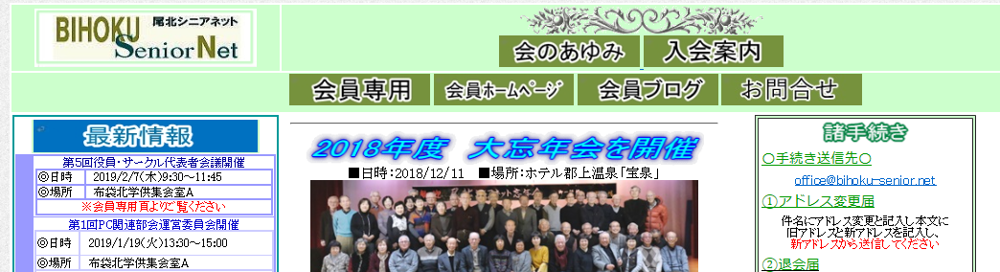 尾北シニアネット
BIHOKU
Senior Net
会のあゆみ
入会案内
会員専用
会員ホームページ
会員ブログ
お問合せ
最新情報
第5回役員・サークル代表者会議開催
◎日時 2019/2/7(木)9:30～11:45
◎場所 布袋北学供集会室A
※会員専用頁よりご覧ください
第1回PC関連部会運営委員会開催
◎日時 2019/1/19(火)13:30～15:00
◎場所 布袋北学供集会室A
2018年度 大忘年会を開催
■日時:2018/12/11 ■場所:ホテル郡上温泉「宝泉」
諸手続き
○手続き送信先○
office@bihoku-senior.net
①アドレス変更届
件名にアドレス変更と記入し本文に
旧アドレスと新アドレスを記入し、
新アドレスから送信してください
②退会届